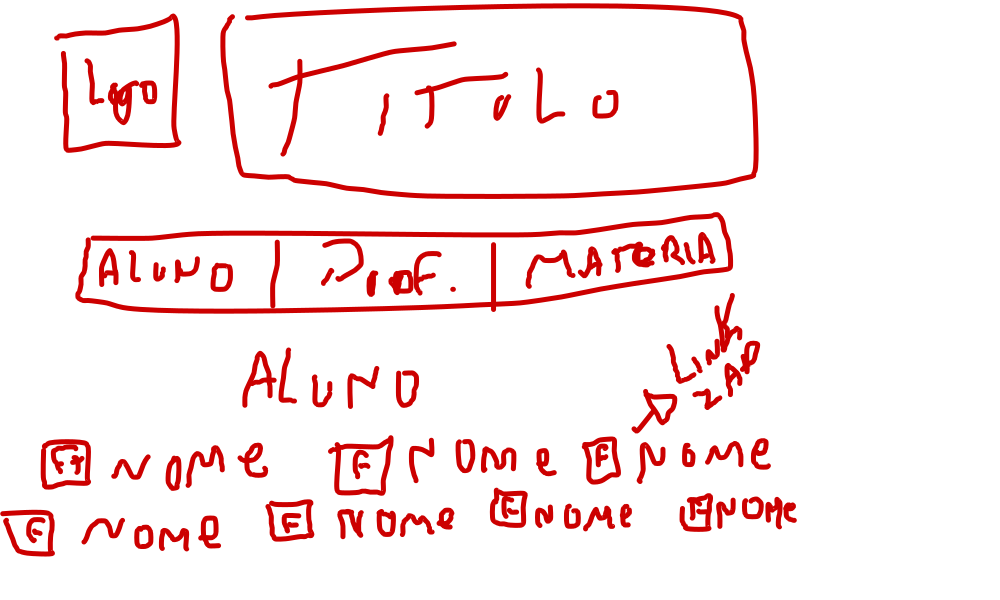 Logo
TITULO
ALUNO PROF. MATERIA
LINK
ZAP
ALUNO
Ft NOME F NOME F NOME
F NOME F NOME F NOME F NOME